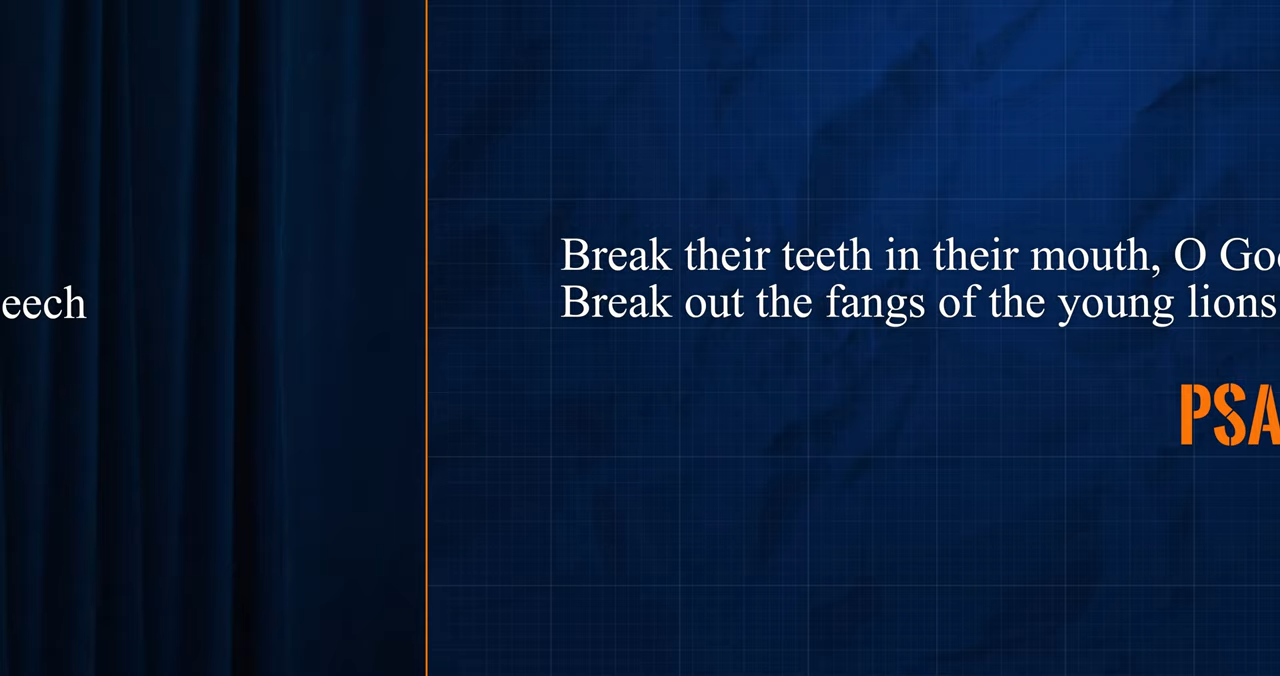 eech
Break their teeth in their mouth, O Go
Break out the fangs of the young lions
PSA